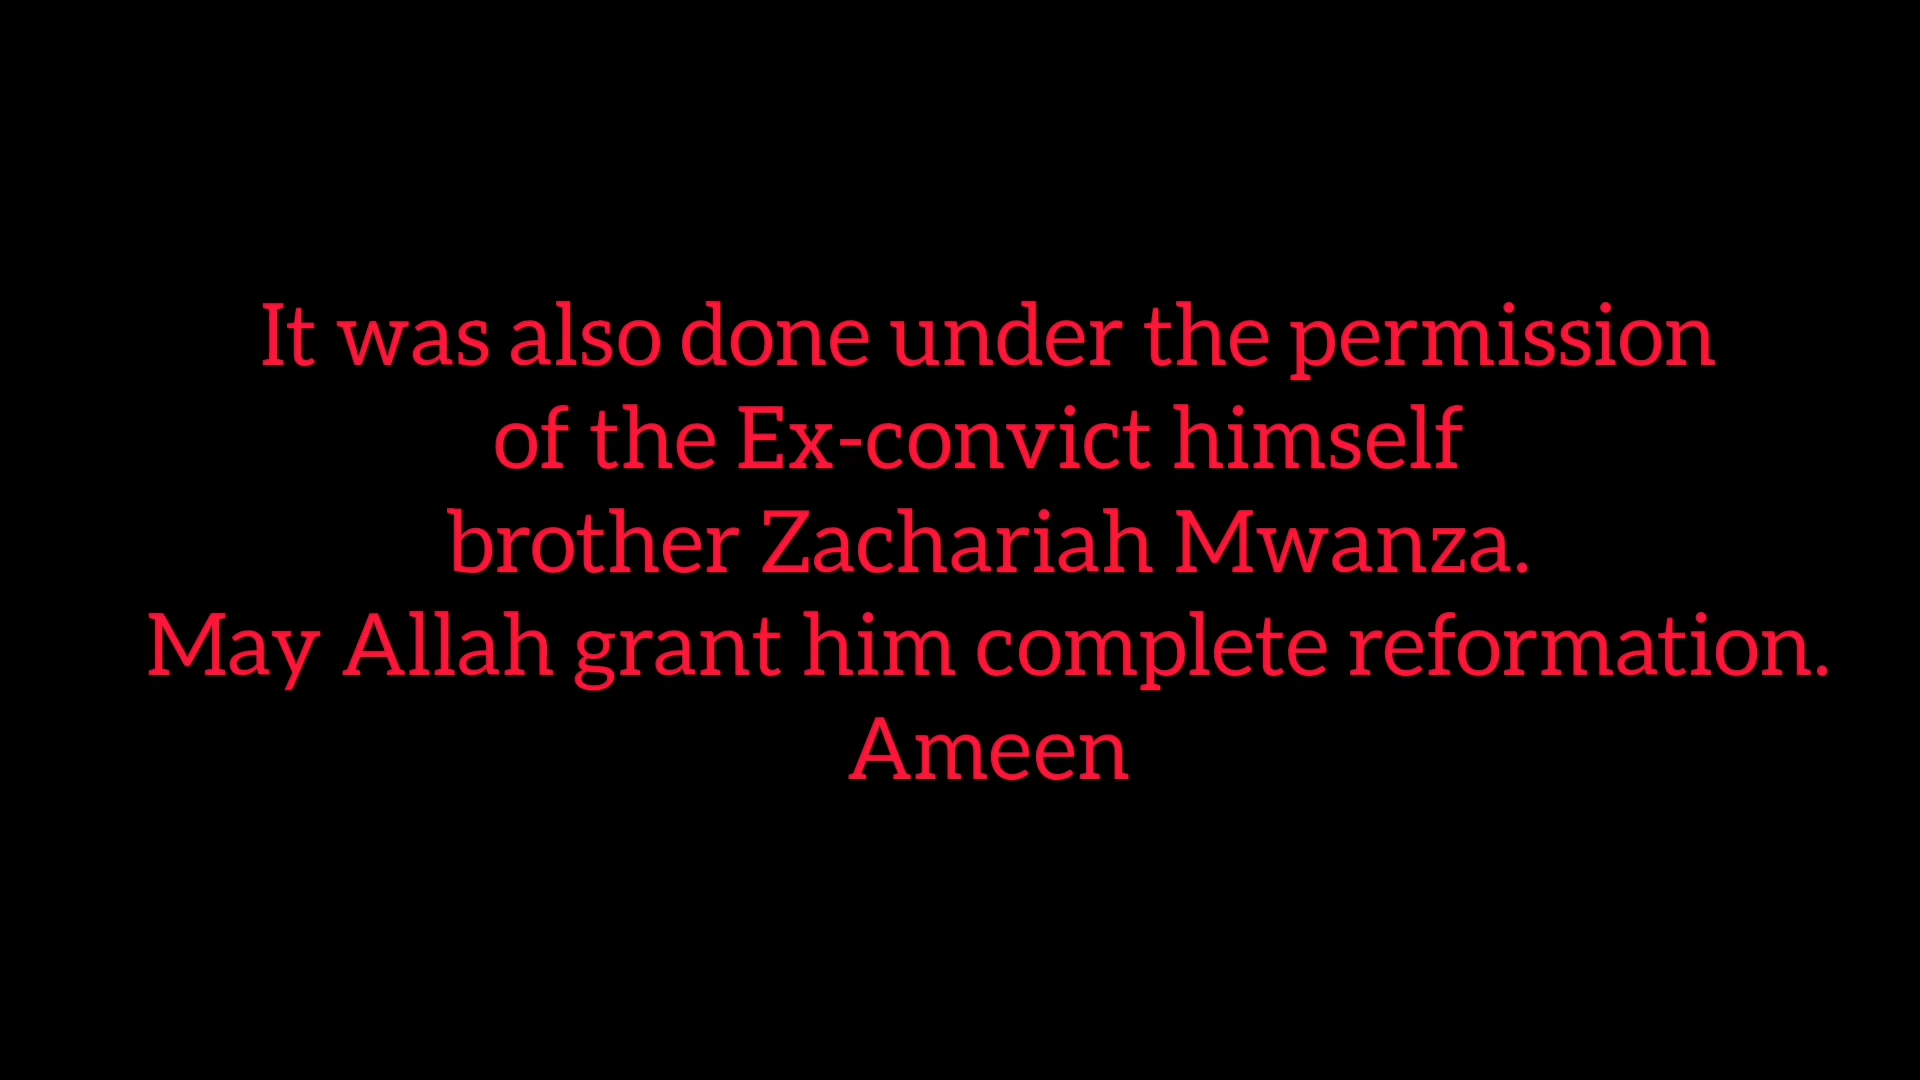 It was also done under the permission
of the Ex-convict himself
brother Zachariah Mwanza.
May Allah grant him complete reformation.
Ameen